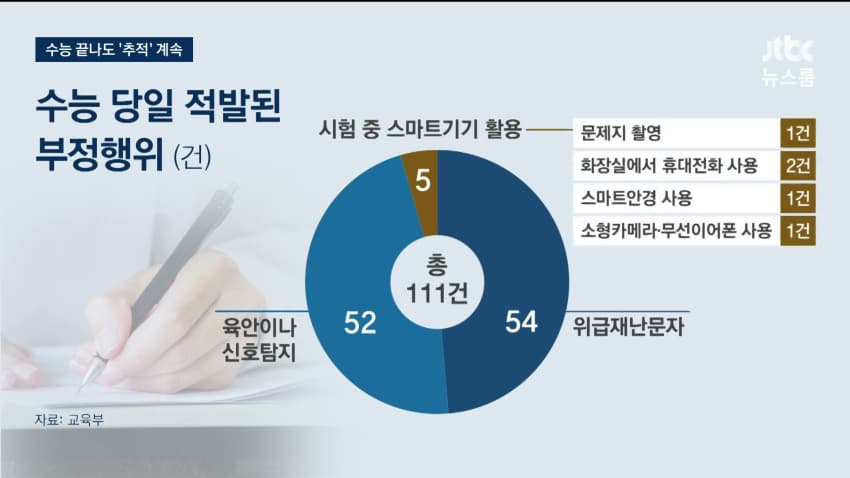 수능 끝나도 '추적' 계속
jtbc
뉴스룸
수능 당일 적발된
부정행위 (건)
시험 중 스마트기기 활용
문제지 촬영 1건
화장실에서 휴대전화 사용 2건
스마트안경 사용 1건
소형카메라·무선이어폰 사용 1건
5
총
111건
52
54
육안이나
신호탐지
위급재난문자
자료: 교육부